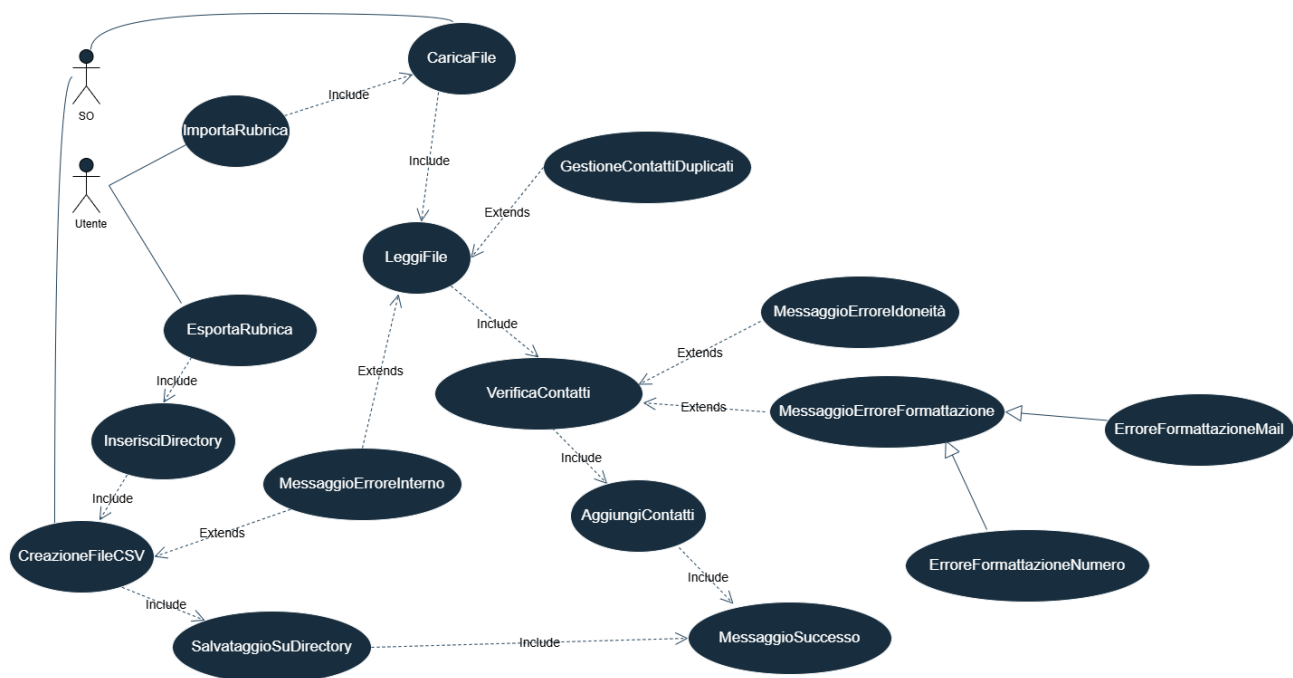 CaricaFile
SO
Include
ImportaRubrica
Include
GestioneContattiDuplicati
Utente
Extends
LeggiFile
MessaggioErroreIdoneità
EsportaRubrica
Include
Extends
Extends
Include
VerificaContatti
Extends
MessaggioErroreFormattazione
ErroreFormattazioneMail
InserisciDirectory
Include
MessaggioErroreInterno
Include
AggiungiContatti
Extends
CreazioneFileCSV
ErroreFormattazioneNumero
Include
Include
MessaggioSuccesso
Include
SalvataggioSuDirectory